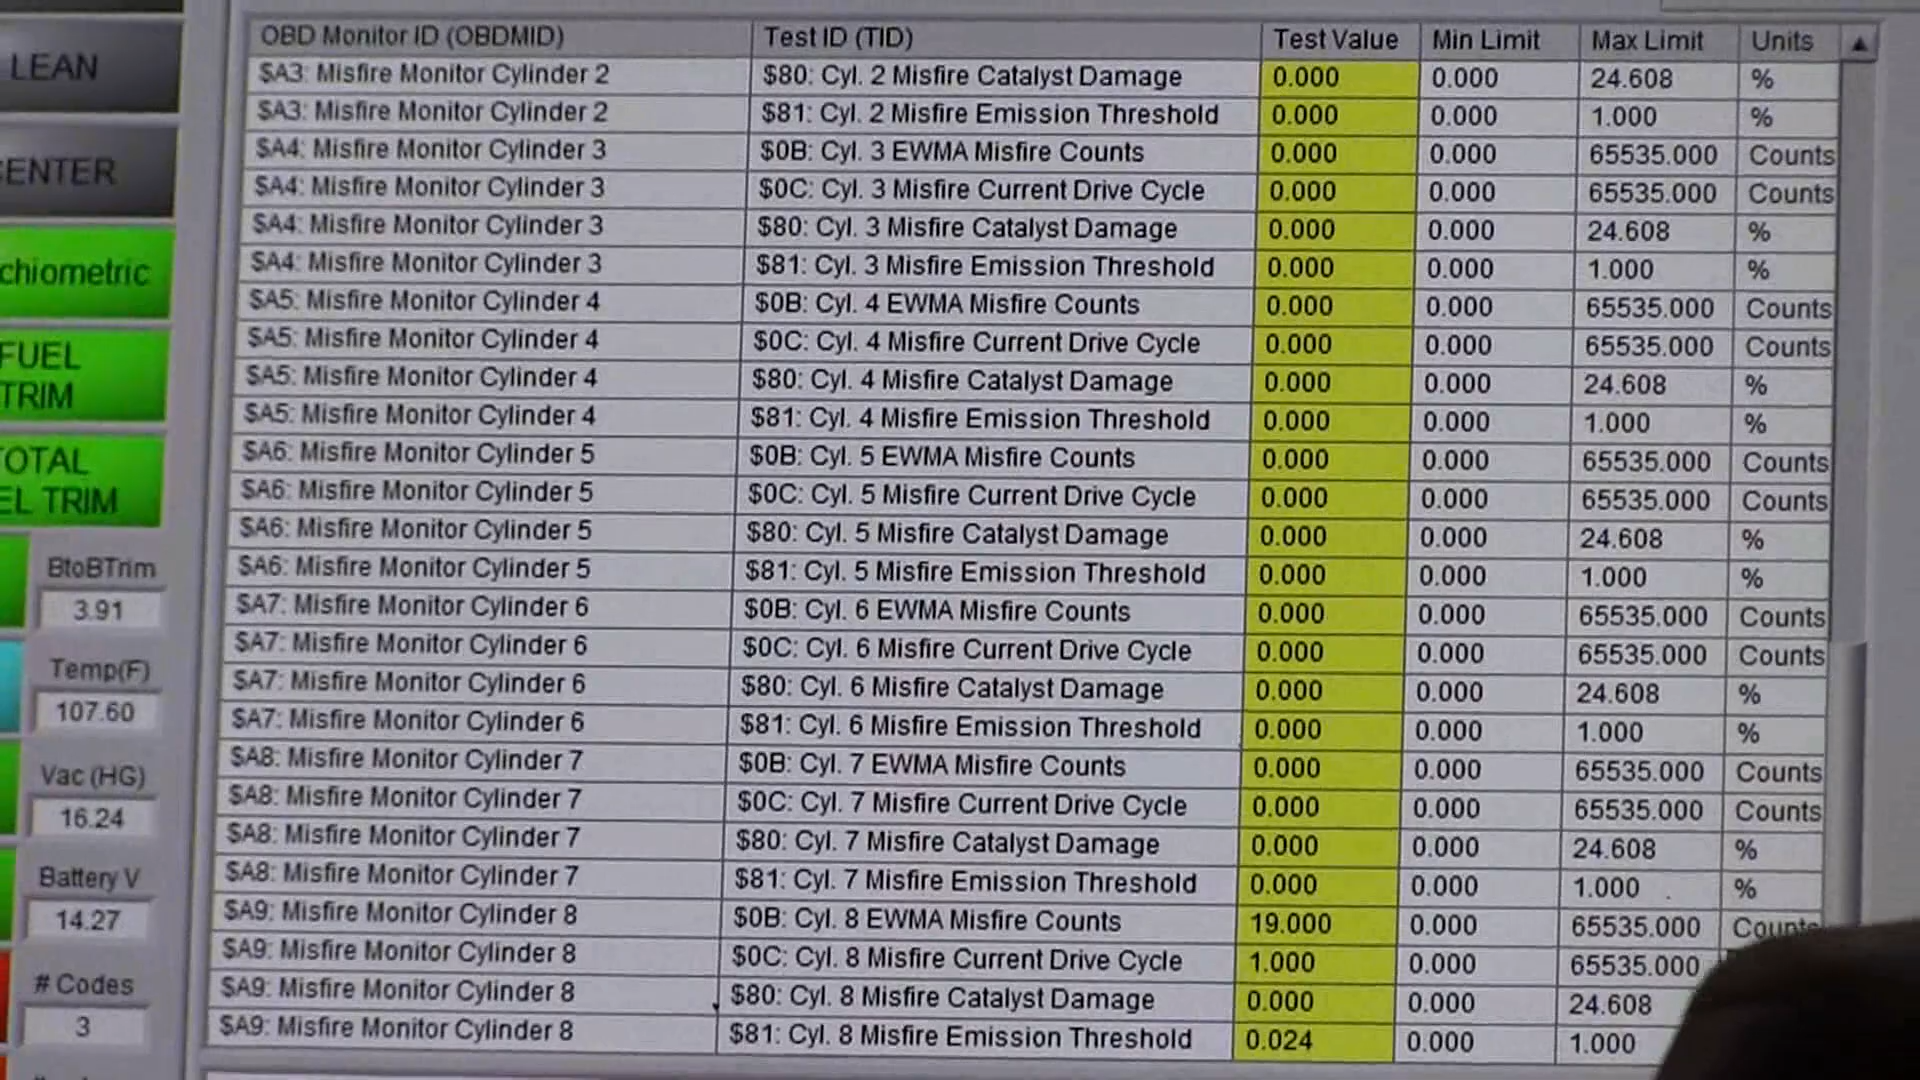 LEAN
CENTER
chiometric
FUEL
TRIM
TOTAL
EL TRIM
BtoBTrim
3.91
Temp(F)
107.60
Vac (HG)
16.24
Battery V
14.27
# Codes
3
OBD Monitor ID (OBDMID) Test ID (TID) Test Value Min Limit Max Limit Units
$A3: Misfire Monitor Cylinder 2 $80: Cyl. 2 Misfire Catalyst Damage 0.000 0.000 24.608 %
$A3: Misfire Monitor Cylinder 2 $81: Cyl. 2 Misfire Emission Threshold 0.000 0.000 1.000 %
$A4: Misfire Monitor Cylinder 3 $0B: Cyl. 3 EWMA Misfire Counts 0.000 0.000 65535.000 Counts
$A4: Misfire Monitor Cylinder 3 $0C: Cyl. 3 Misfire Current Drive Cycle 0.000 0.000 65535.000 Counts
$A4: Misfire Monitor Cylinder 3 $80: Cyl. 3 Misfire Catalyst Damage 0.000 0.000 24.608 %
$A4: Misfire Monitor Cylinder 3 $81: Cyl. 3 Misfire Emission Threshold 0.000 0.000 1.000 %
$A5: Misfire Monitor Cylinder 4 $0B: Cyl. 4 EWMA Misfire Counts 0.000 0.000 65535.000 Counts
$A5: Misfire Monitor Cylinder 4 $0C: Cyl. 4 Misfire Current Drive Cycle 0.000 0.000 65535.000 Counts
$A5: Misfire Monitor Cylinder 4 $80: Cyl. 4 Misfire Catalyst Damage 0.000 0.000 24.608 %
$A5: Misfire Monitor Cylinder 4 $81: Cyl. 4 Misfire Emission Threshold 0.000 0.000 1.000 %
$A6: Misfire Monitor Cylinder 5 $0B: Cyl. 5 EWMA Misfire Counts 0.000 0.000 65535.000 Counts
$A6: Misfire Monitor Cylinder 5 $0C: Cyl. 5 Misfire Current Drive Cycle 0.000 0.000 65535.000 Counts
$A6: Misfire Monitor Cylinder 5 $80: Cyl. 5 Misfire Catalyst Damage 0.000 0.000 24.608 %
$A6: Misfire Monitor Cylinder 5 $81: Cyl. 5 Misfire Emission Threshold 0.000 0.000 1.000 %
$A7: Misfire Monitor Cylinder 6 $0B: Cyl. 6 EWMA Misfire Counts 0.000 0.000 65535.000 Counts
$A7: Misfire Monitor Cylinder 6 $0C: Cyl. 6 Misfire Current Drive Cycle 0.000 0.000 65535.000 Counts
$A7: Misfire Monitor Cylinder 6 $80: Cyl. 6 Misfire Catalyst Damage 0.000 0.000 24.608 %
$A7: Misfire Monitor Cylinder 6 $81: Cyl. 6 Misfire Emission Threshold 0.000 0.000 1.000 %
$A8: Misfire Monitor Cylinder 7 $0B: Cyl. 7 EWMA Misfire Counts 0.000 0.000 65535.000 Counts
$A8: Misfire Monitor Cylinder 7 $0C: Cyl. 7 Misfire Current Drive Cycle 0.000 0.000 65535.000 Counts
$A8: Misfire Monitor Cylinder 7 $80: Cyl. 7 Misfire Catalyst Damage 0.000 0.000 24.608 %
$A8: Misfire Monitor Cylinder 7 $81: Cyl. 7 Misfire Emission Threshold 0.000 0.000 1.000 %
$A9: Misfire Monitor Cylinder 8 $0B: Cyl. 8 EWMA Misfire Counts 19.000 0.000 65535.000 Counts
$A9: Misfire Monitor Cylinder 8 $0C: Cyl. 8 Misfire Current Drive Cycle 1.000 0.000 65535.000
$A9: Misfire Monitor Cylinder 8 $80: Cyl. 8 Misfire Catalyst Damage 0.000 0.000 24.608
$A9: Misfire Monitor Cylinder 8 $81: Cyl. 8 Misfire Emission Threshold 0.024 0.000 1.000